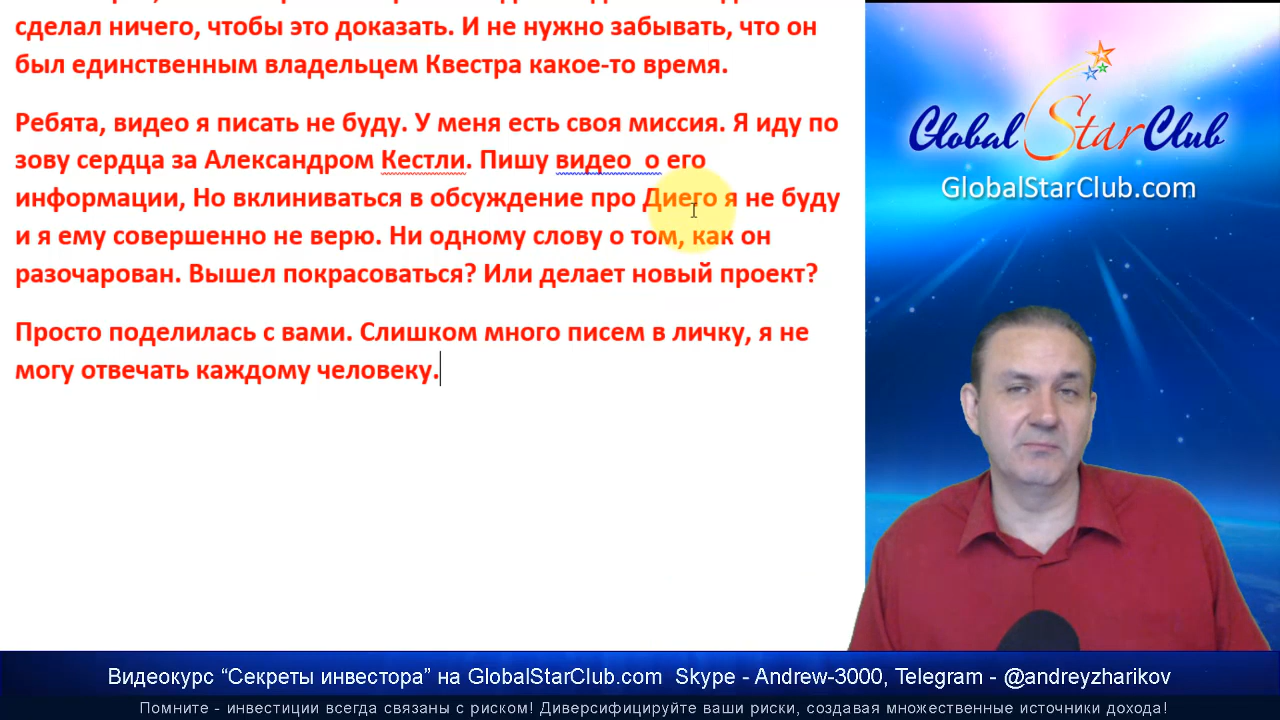 сделал ничего, чтобы это доказать. И не нужно забывать, что он
был единственным владельцем Квестра какое-то время.
Ребята, видео я писать не буду. У меня есть своя миссия. Я иду по
зову сердца за Александром Кестли. Пишу видео  о его
информации, Но вклиниваться в обсуждение про Диего я не буду
и я ему совершенно не верю. Ни одному слову о том, как он
разочарован. Вышел покрасоваться? Или делает новый проект?
Просто поделилась с вами. Слишком много писем в личку, я не
могу отвечать каждому человеку.
Global Star Club
GlobalStarClub.com
Видеокурс “Секреты инвестора” на GlobalStarClub.com  Skype - Andrew-3000, Telegram - @andreyzharikov
Помните - инвестиции всегда связаны с риском! Диверсифицируйте ваши риски, создавая множественные источники дохода!